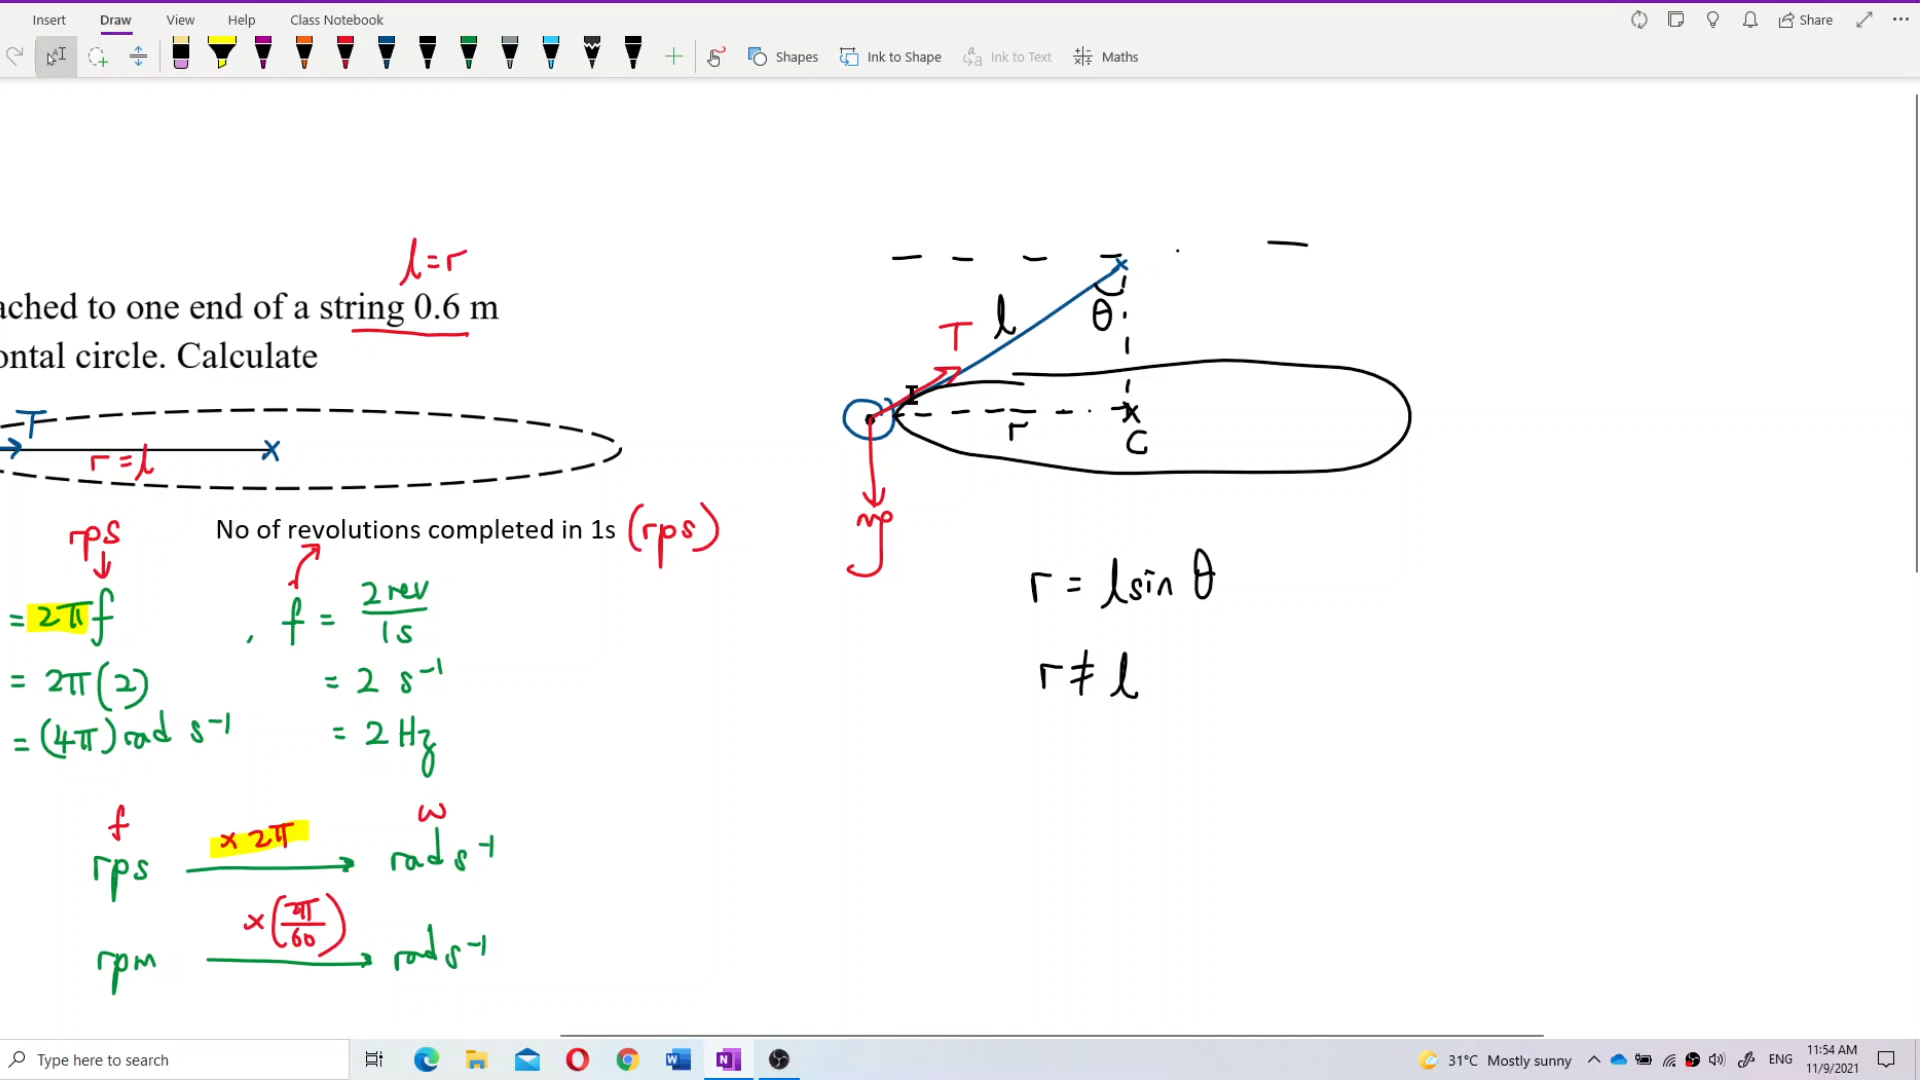 Insert Draw View Help Class Notebook Share
Shapes Ink to Shape Ink to Text Maths
l = r
ached to one end of a string 0.6 m
ontal circle. Calculate
T
r = l
No of revolutions completed in 1s (rps)
rps
= 2πf , f = 2 rev / 1 s
= 2π(2) = 2 s⁻¹
= (4π) rad s⁻¹ = 2 Hz
f ω
rps × 2π rad s⁻¹
rpm rad s⁻¹
l θ
T
r C
mg
r = l sin θ
r ≠ l
Type here to search
31°C Mostly sunny ENG 11:54 AM
11/9/2021